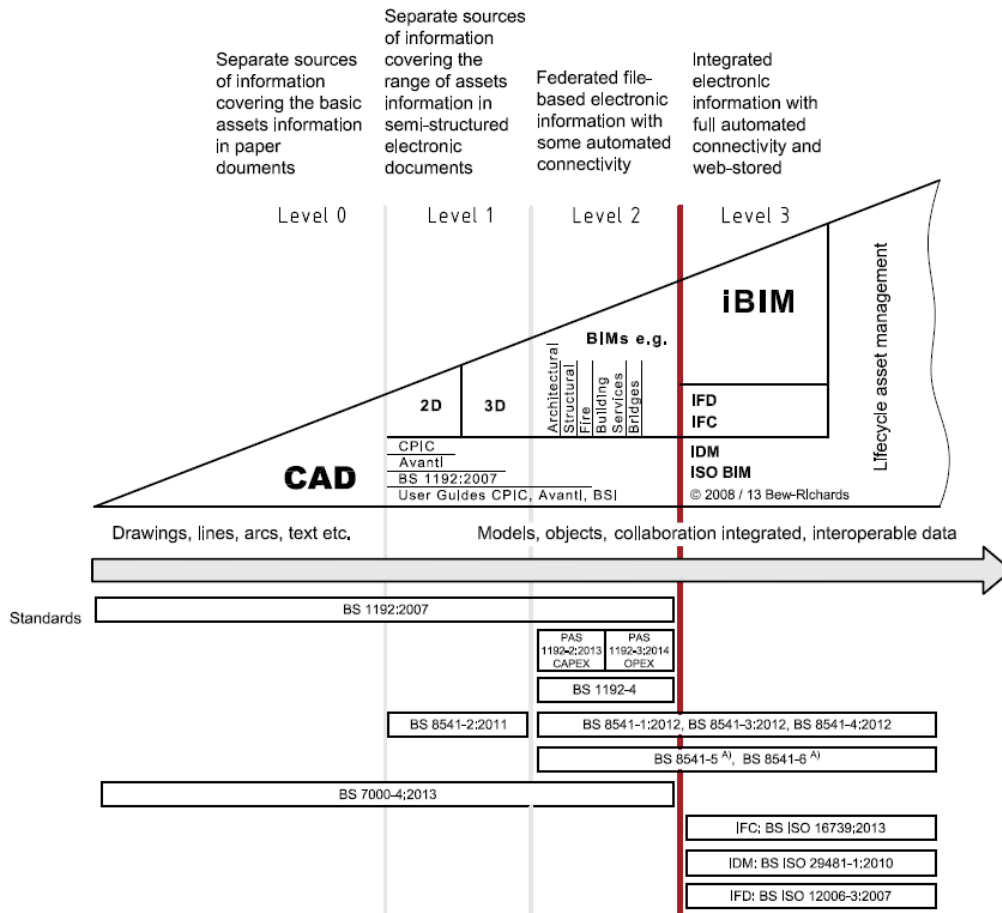 Separate sources
of information
covering the basic
assets information
in paper
douments
Separate sources
of information
covering the
range of assets
information in
semi-structured
electronic
documents
Federated file-
based electronic
information with
some automated
connectivity
Integrated
electronic
information with
full automated
connectivity and
web-stored
Level 0
Level 1
Level 2
Level 3
iBIM
BIMs e.g.
Architectural
Structural
Fire
Building
Services
Bridges
2D
3D
IFD
IFC
CAD
CPIC
Avanti
BS 1192:2007
User Guides CPIC, Avanti, BSI
IDM
ISO BIM
© 2008 / 13 Bew-Richards
Lifecycle asset management
Drawings, lines, arcs, text etc.
Models, objects, collaboration integrated, interoperable data
Standards
BS 1192:2007
PAS
1192-2:2013
CAPEX
PAS
1192-3:2014
OPEX
BS 1192-4
BS 8541-2:2011
BS 8541-1:2012, BS 8541-3:2012, BS 8541-4:2012
BS 8541-5 A), BS 8541-6 A)
BS 7000-4:2013
IFC: BS ISO 16739:2013
IDM: BS ISO 29481-1:2010
IFD: BS ISO 12006-3:2007